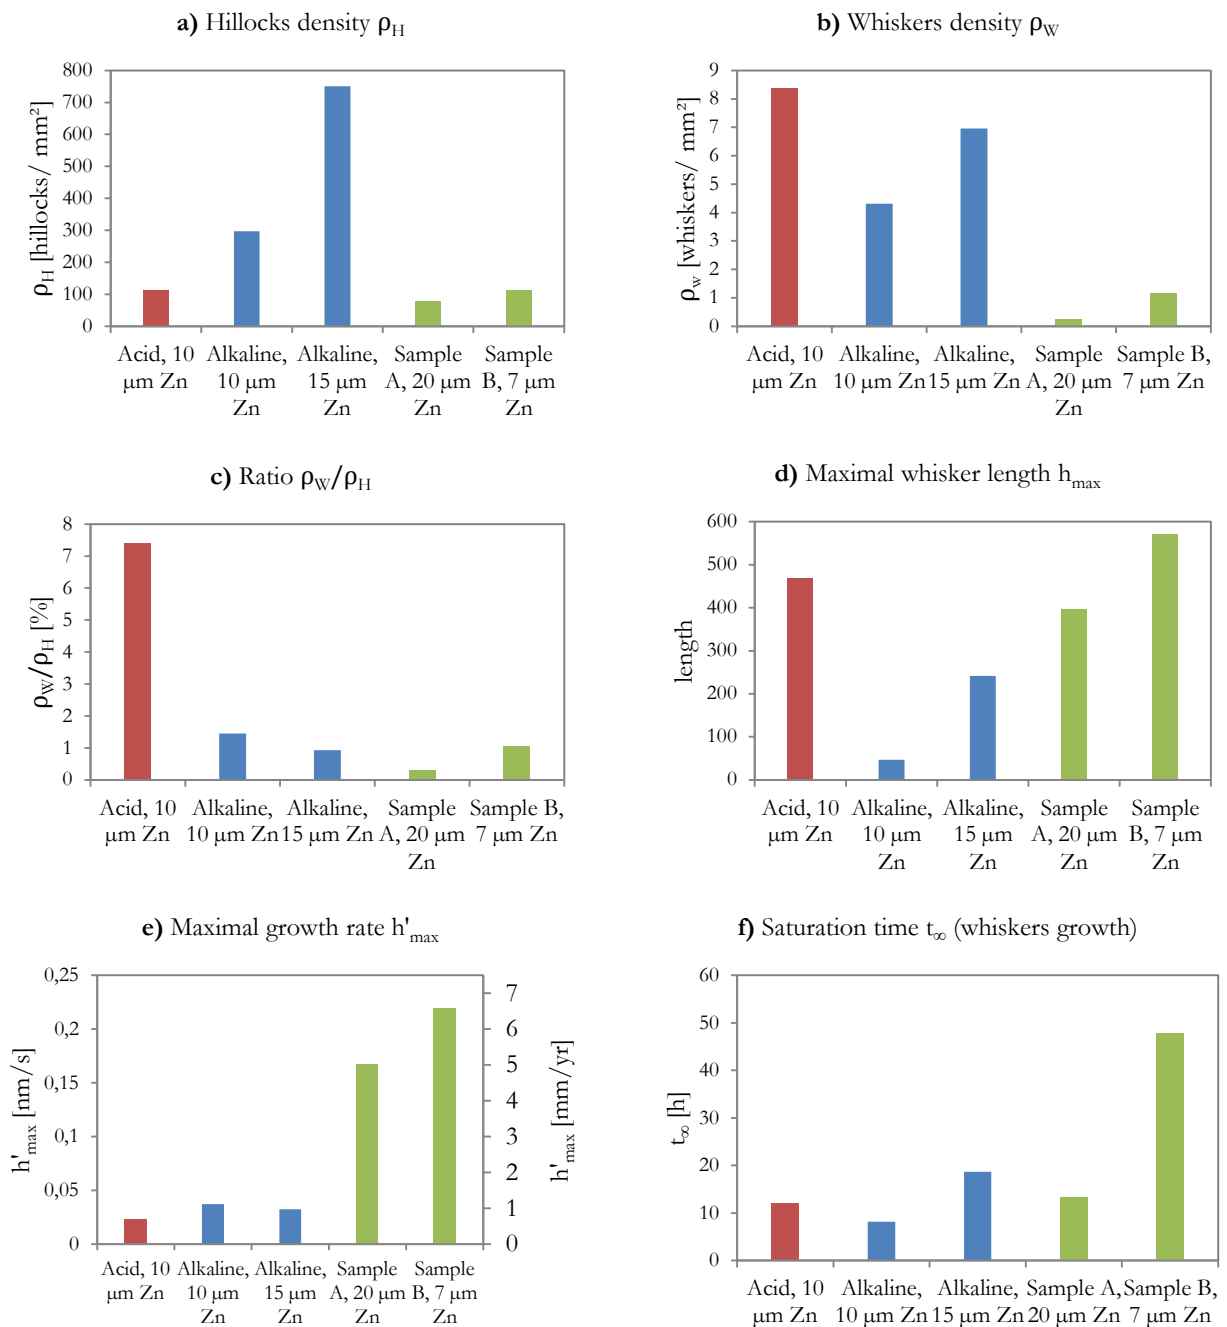 a) Hillocks density ρH
ρH [hillocks/ mm²]
800
700
600
500
400
300
200
100
0
Acid, 10 μm Zn
Alkaline, 10 μm Zn
Alkaline, 15 μm Zn
Sample A, 20 μm Zn
Sample B, 7 μm Zn
b) Whiskers density ρW
ρw [whiskers/ mm²]
9
8
7
6
5
4
3
2
1
0
Acid, 10 μm Zn
Alkaline, 10 μm Zn
Alkaline, 15 μm Zn
Sample A, 20 μm Zn
Sample B, 7 μm Zn
c) Ratio ρW/ρH
ρW/ρH [%]
8
7
6
5
4
3
2
1
0
Acid, 10 μm Zn
Alkaline, 10 μm Zn
Alkaline, 15 μm Zn
Sample A, 20 μm Zn
Sample B, 7 μm Zn
d) Maximal whisker length hmax
length
600
500
400
300
200
100
0
Acid, 10 μm Zn
Alkaline, 10 μm Zn
Alkaline, 15 μm Zn
Sample A, 20 μm Zn
Sample B, 7 μm Zn
e) Maximal growth rate h'max
h'max [nm/s]
0,25
0,2
0,15
0,1
0,05
0
h'max [mm/yr]
7
6
5
4
3
2
1
0
Acid, 10 μm Zn
Alkaline, 10 μm Zn
Alkaline, 15 μm Zn
Sample A, 20 μm Zn
Sample B, 7 μm Zn
f) Saturation time t∞ (whiskers growth)
t∞ [h]
60
50
40
30
20
10
0
Acid, 10 μm Zn
Alkaline, 10 μm Zn
Alkaline, 15 μm Zn
Sample A, 20 μm Zn
Sample B, 7 μm Zn